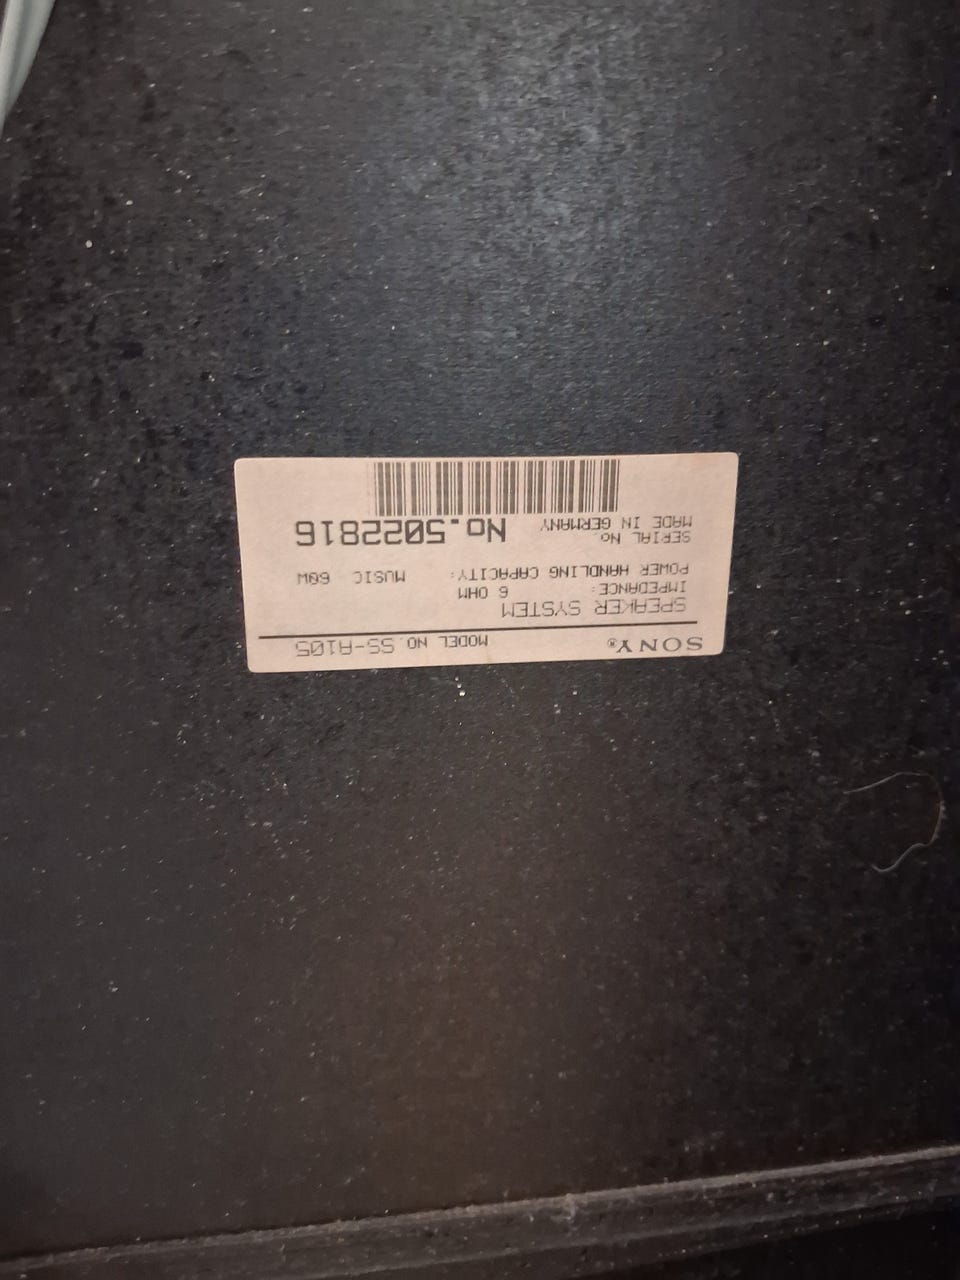 SONY® MODEL NO. SS-A105
SPEAKER SYSTEM
IMPEDANCE: 6 OHM
POWER HANDLING CAPACITY: MUSIC 60W
SERIAL No. No.5022816
MADE IN GERMANY